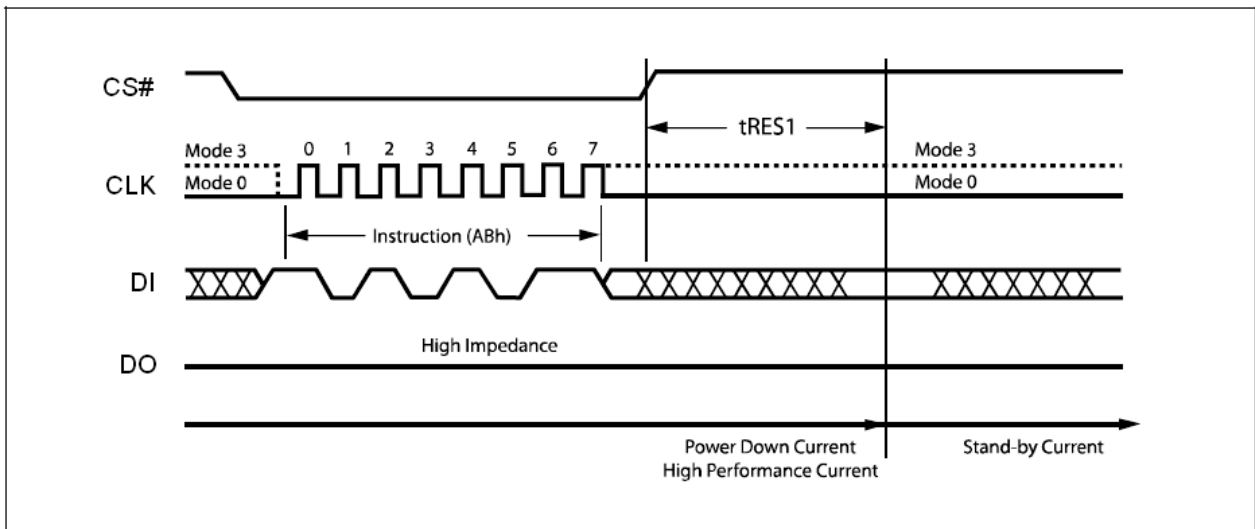 CS#
tRES1
Mode 3 0 1 2 3 4 5 6 7 Mode 3
CLK Mode 0 Mode 0
Instruction (ABh)
DI
High Impedance
DO
Power Down Current Stand-by Current
High Performance Current